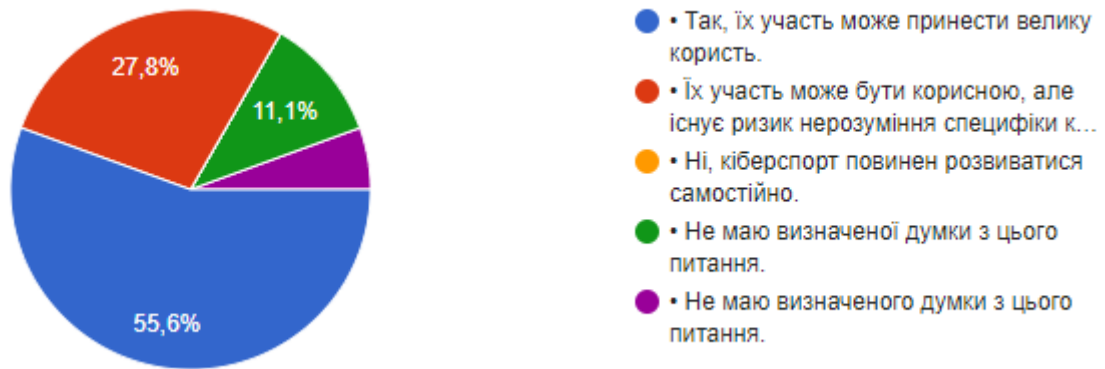 27,8%
11,1%
55,6%
• Так, їх участь може принести велику
користь.
• Їх участь може бути корисною, але
існує ризик нерозуміння специфіки к...
• Ні, кіберспорт повинен розвиватися
самостійно.
• Не маю визначеної думки з цього
питання.
• Не маю визначеного думки з цього
питання.